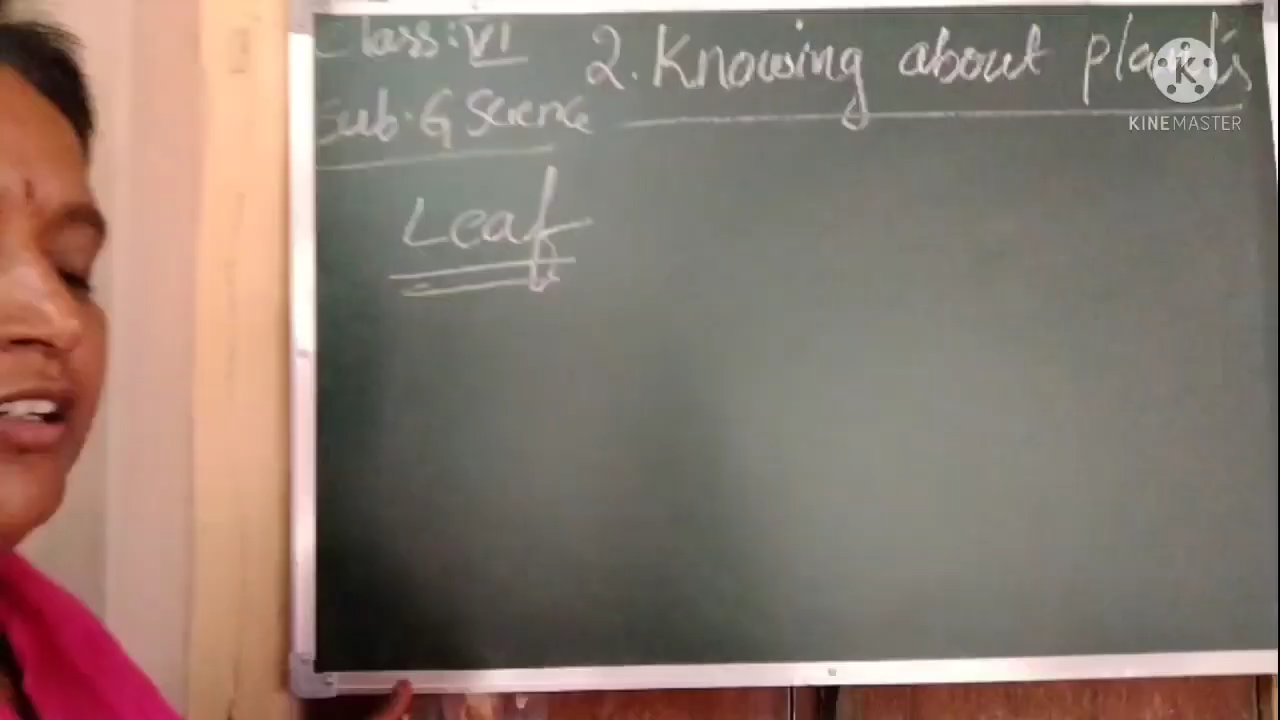 Class: VI
2. Knowing about plants
Sub: G Science
Leaf
K
KINEMASTER